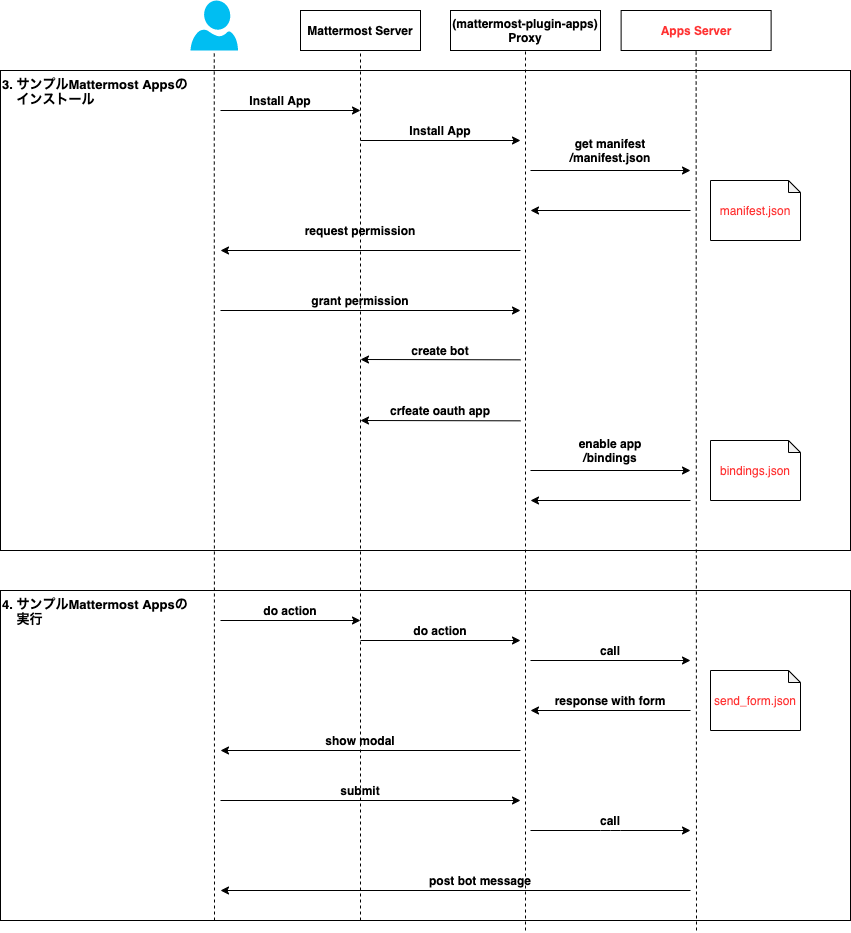 Mattermost Server
(mattermost-plugin-apps)
Proxy
Apps Server
3. サンプルMattermost Appsの
インストール
Install App
Install App
get manifest
/manifest.json
manifest.json
request permission
grant permission
create bot
crfeate oauth app
enable app
/bindings
bindings.json
4. サンプルMattermost Appsの
実行
do action
do action
call
response with form
send_form.json
show modal
submit
call
post bot message